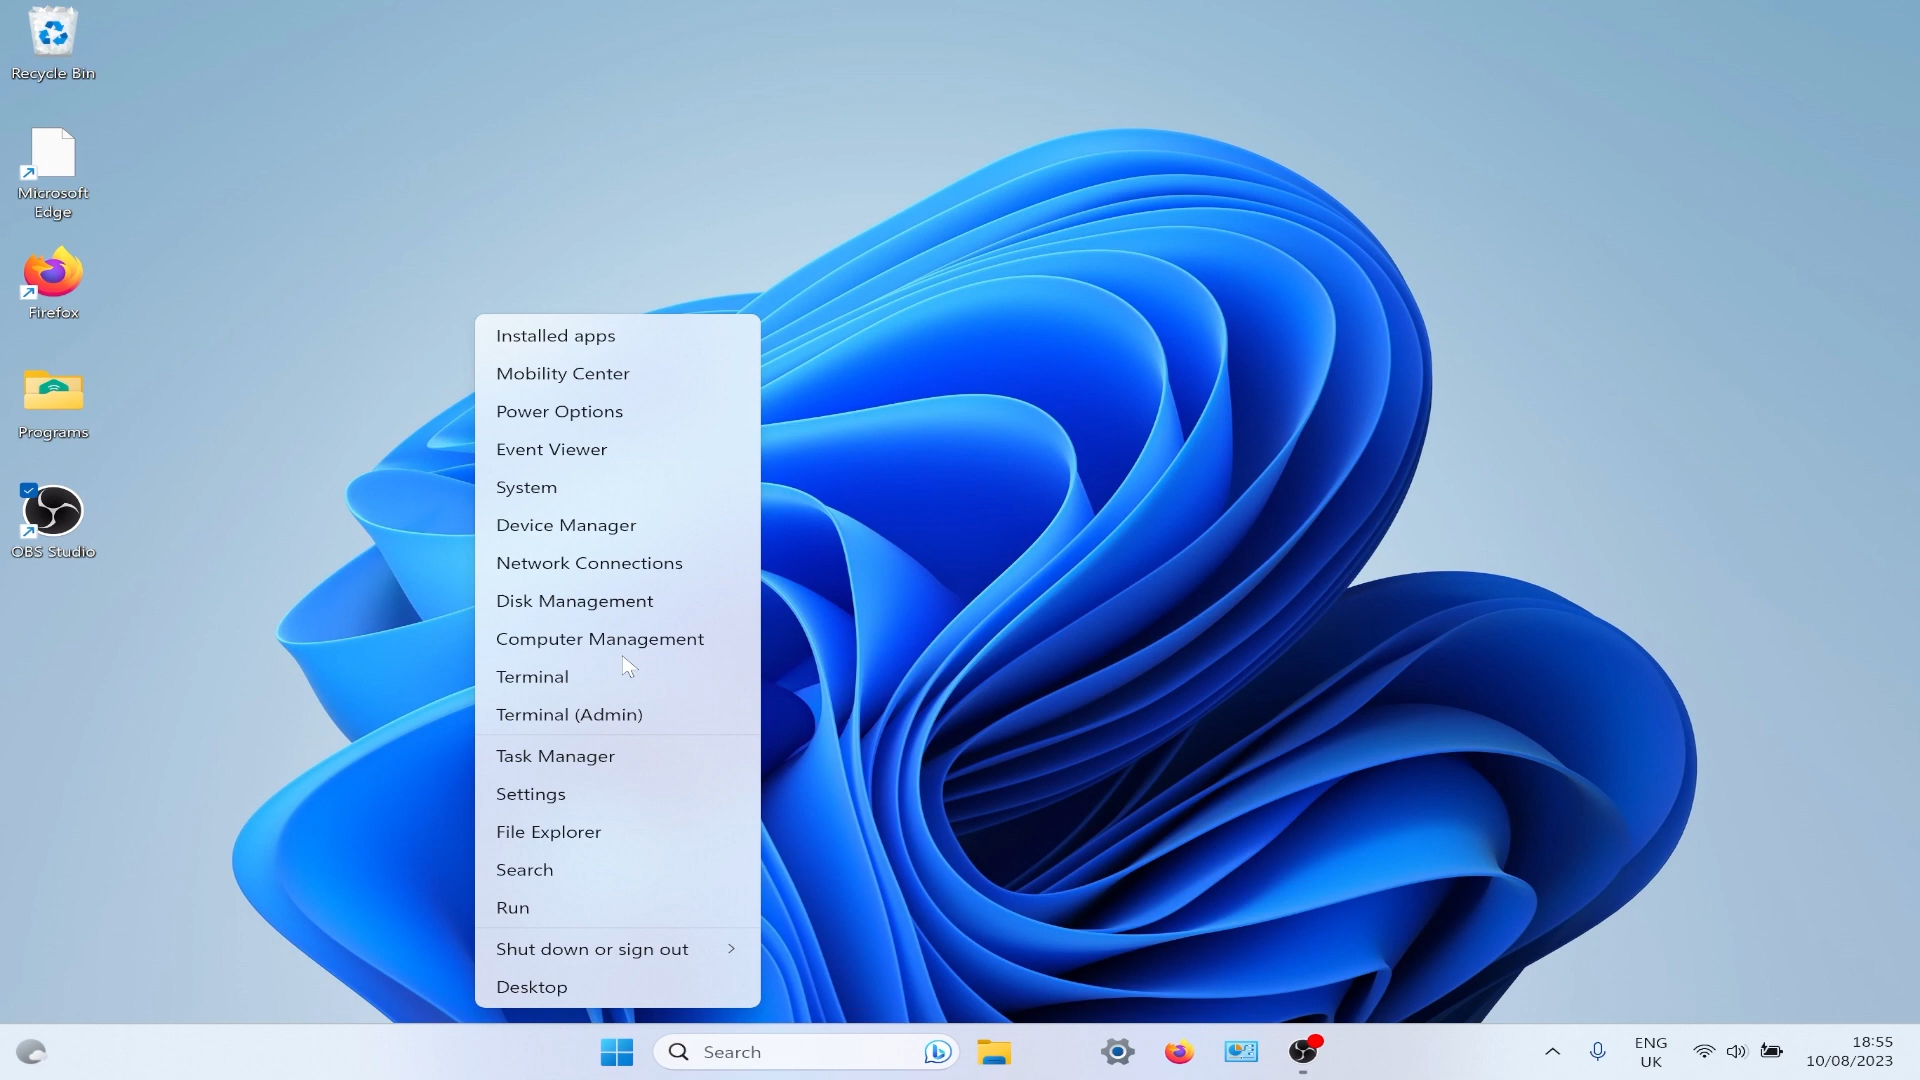 Recycle Bin
Microsoft
Edge
Firefox
Programs
OBS Studio
Installed apps
Mobility Center
Power Options
Event Viewer
System
Device Manager
Network Connections
Disk Management
Computer Management
Terminal
Terminal (Admin)
Task Manager
Settings
File Explorer
Search
Run
Shut down or sign out
Desktop
Search
ENG
UK
18:55
10/08/2023